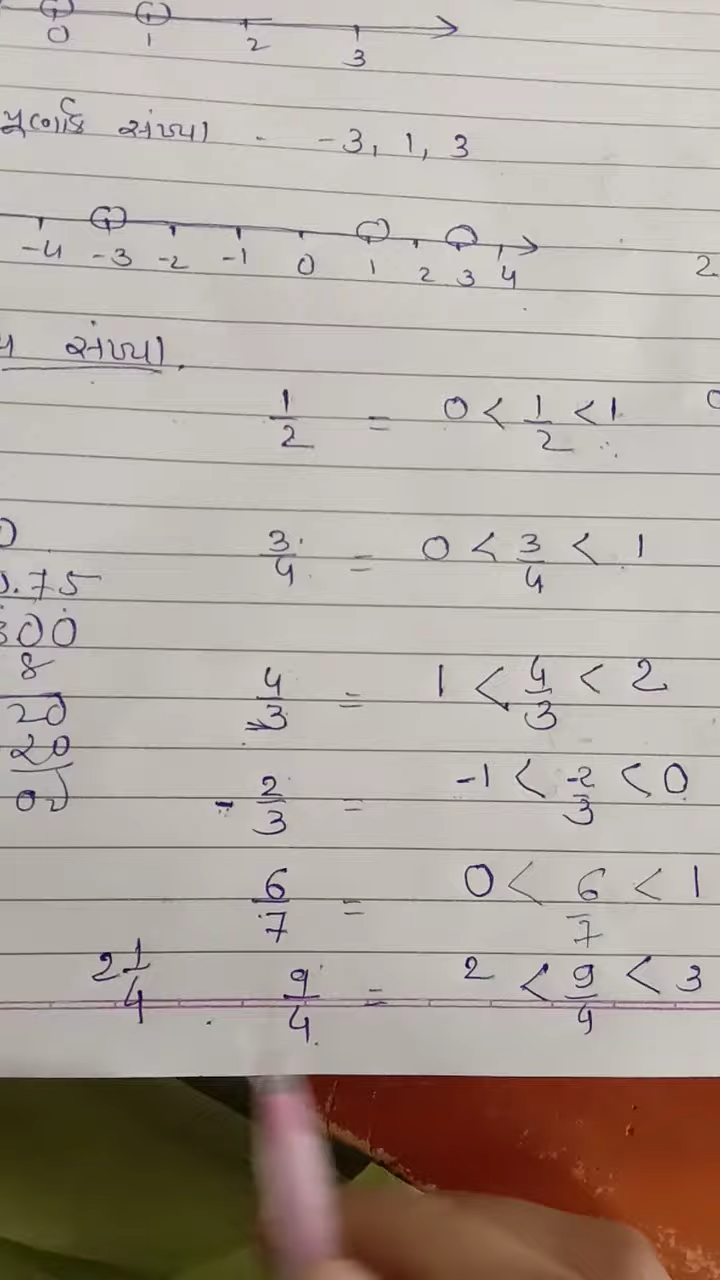 0 1 2 3
પૂર્ણાંક સંખ્યા - -3, 1, 3
-4 -3 -2 -1 0 1 2 3 4
2.
સંખ્યા.
1/2 = 0 < 1/2 < 1
3/4 = 0 < 3/4 < 1
0.75
300
8
20
20
00
4/3 = 1 < 4/3 < 2
-2/3 = -1 < -2/3 < 0
6/7 = 0 < 6/7 < 1
2 1/4 9/4 = 2 < 9/4 < 3